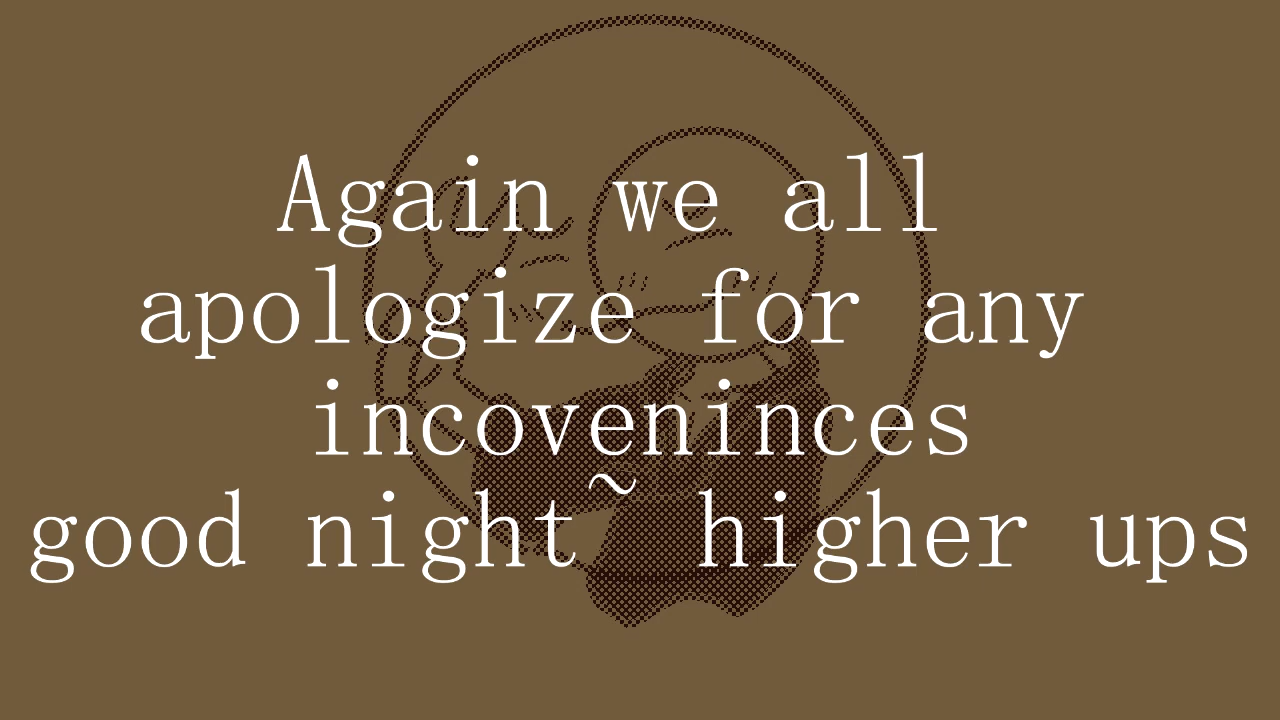 Again we all
apologize for any
incoveninces
good night~ higher ups